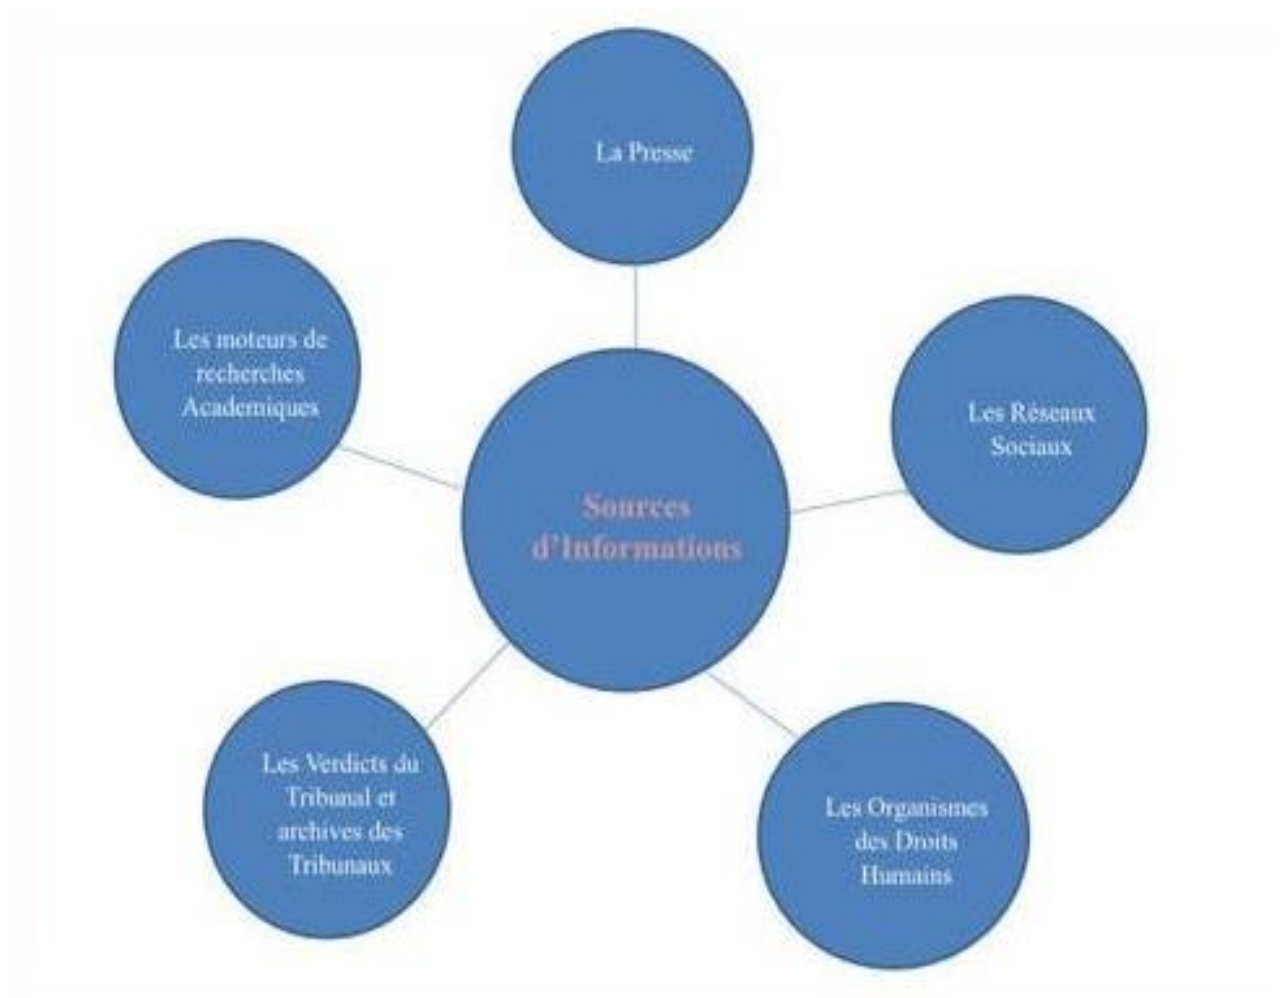 La Presse
Les moteurs de
recherches
Academiques
Les Réseaux
Sociaux
Sources
d'Informations
Les Verdicts du
Tribunal et
archives des
Tribunaux
Les Organismes
des Droits
Humains